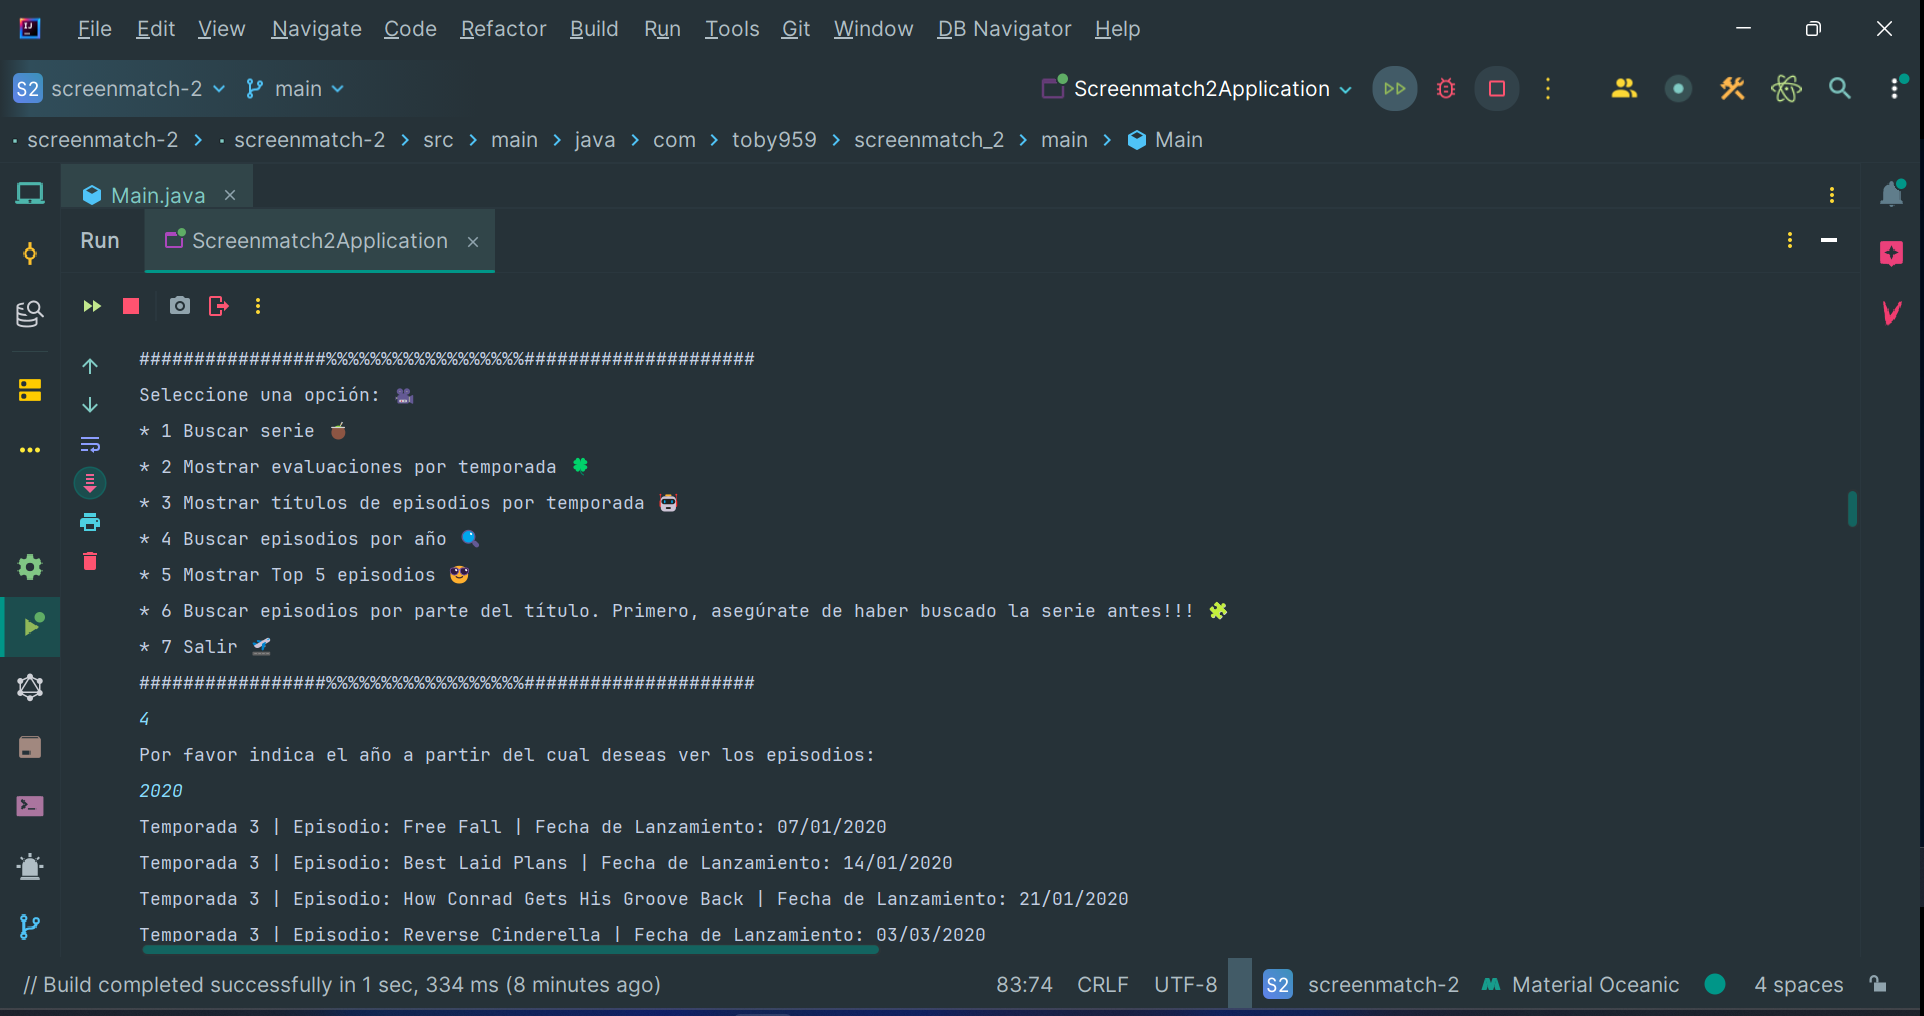 File Edit View Navigate Code Refactor Build Run Tools Git Window DB Navigator Help
S2 screenmatch-2 main Screenmatch2Application
screenmatch-2 > screenmatch-2 > src > main > java > com > toby959 > screenmatch_2 > main > Main
Main.java
Run Screenmatch2Application
#################%%%%%%%%%%%%%%%%%%#####################
Seleccione una opción: 🎥
* 1 Buscar serie 🥥
* 2 Mostrar evaluaciones por temporada 🍀
* 3 Mostrar títulos de episodios por temporada 🤖
* 4 Buscar episodios por año 🔍
* 5 Mostrar Top 5 episodios 😎
* 6 Buscar episodios por parte del título. Primero, asegúrate de haber buscado la serie antes!!! 🧩
* 7 Salir 🛫
#################%%%%%%%%%%%%%%%%%%#####################
4
Por favor indica el año a partir del cual deseas ver los episodios:
2020
Temporada 3 | Episodio: Free Fall | Fecha de Lanzamiento: 07/01/2020
Temporada 3 | Episodio: Best Laid Plans | Fecha de Lanzamiento: 14/01/2020
Temporada 3 | Episodio: How Conrad Gets His Groove Back | Fecha de Lanzamiento: 21/01/2020
Temporada 3 | Episodio: Reverse Cinderella | Fecha de Lanzamiento: 03/03/2020
// Build completed successfully in 1 sec, 334 ms (8 minutes ago) 83:74 CRLF UTF-8 S2 screenmatch-2 Material Oceanic 4 spaces